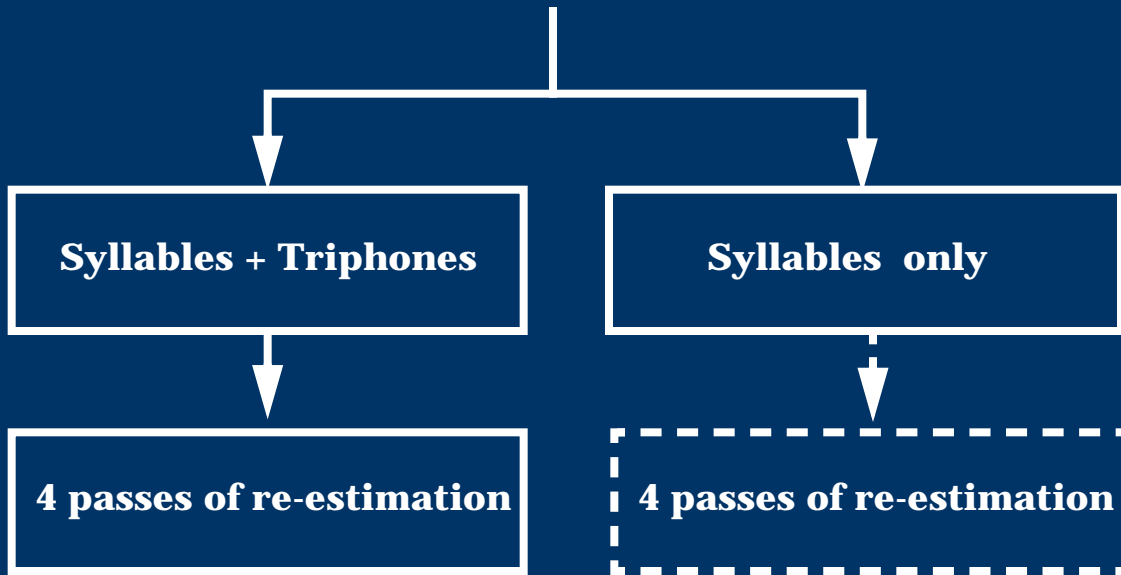 Syllables + Triphones
Syllables only
4 passes of re-estimation
4 passes of re-estimation